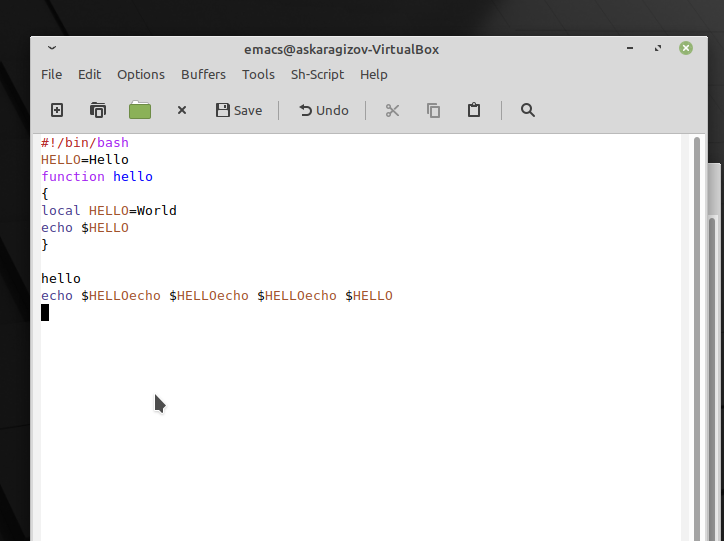 emacs@askaragizov-VirtualBox
File Edit Options Buffers Tools Sh-Script Help
Save Undo
#!/bin/bash
HELLO=Hello
function hello
{
local HELLO=World
echo $HELLO
}
hello
echo $HELLOecho $HELLOecho $HELLOecho $HELLO